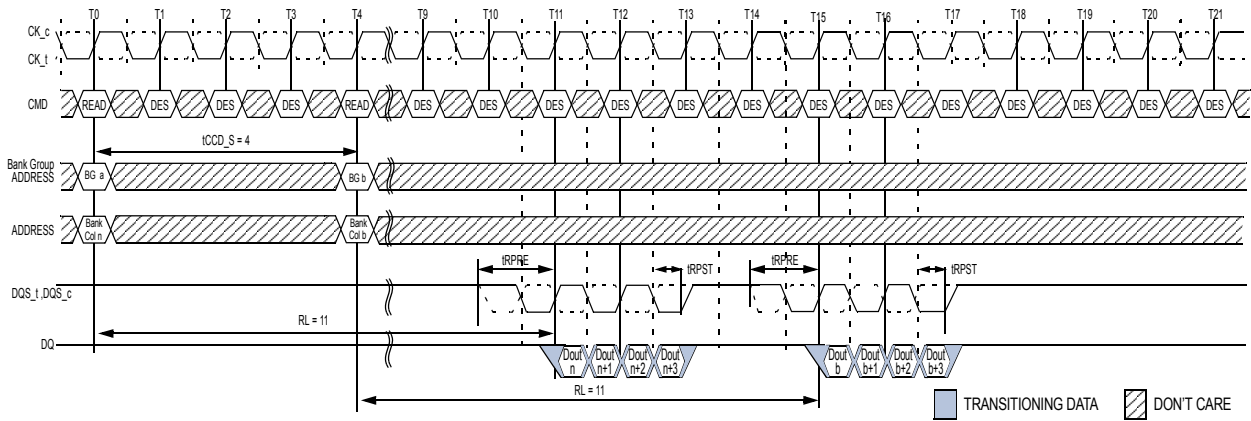 T0 T1 T2 T3 T4 T9 T10 T11 T12 T13 T14 T15 T16 T17 T18 T19 T20 T21
CK_c
CK_t
CMD READ DES DES DES READ DES DES DES DES DES DES DES DES DES DES DES DES DES
tCCD_S = 4
Bank Group
ADDRESS
BG a BG b
ADDRESS
Bank
Col n
Bank
Col b
tRPRE tRPST tRPRE tRPST
DQS_t ,DQS_c
RL = 11
DQ
Dout
n
Dout
n+1
Dout
n+2
Dout
n+3
Dout
b
Dout
b+1
Dout
b+2
Dout
b+3
RL = 11
TRANSITIONING DATA DON'T CARE